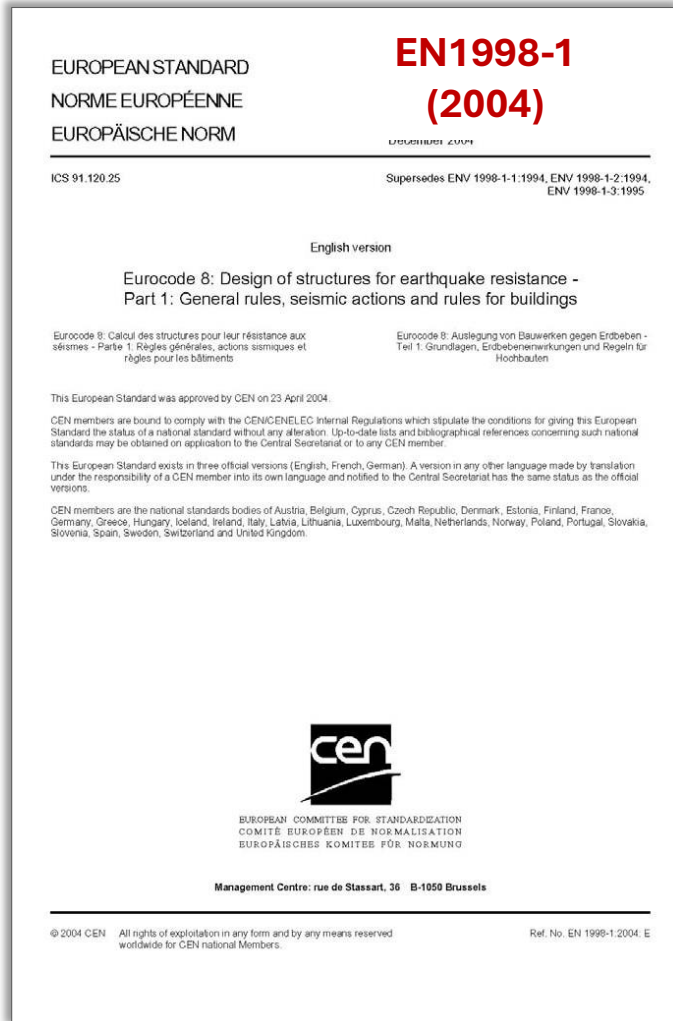 EUROPEAN STANDARD
NORME EUROPÉENNE
EUROPÄISCHE NORM
EN1998-1
(2004)
December 2004
ICS 91.120.25
Supersedes ENV 1998-1-1:1994, ENV 1998-1-2:1994,
ENV 1998-1-3:1995
English version
Eurocode 8: Design of structures for earthquake resistance -
Part 1: General rules, seismic actions and rules for buildings
Eurocode 8: Calcul des structures pour leur résistance aux
séismes - Partie 1: Règles générales, actions sismiques et
règles pour les bâtiments
Eurocode 8: Auslegung von Bauwerken gegen Erdbeben -
Teil 1: Grundlagen, Erdbebeneinwirkungen und Regeln für
Hochbauten
This European Standard was approved by CEN on 23 April 2004.
CEN members are bound to comply with the CEN/CENELEC Internal Regulations which stipulate the conditions for giving this European
Standard the status of a national standard without any alteration. Up-to-date lists and bibliographical references concerning such national
standards may be obtained on application to the Central Secretariat or to any CEN member.
This European Standard exists in three official versions (English, French, German). A version in any other language made by translation
under the responsibility of a CEN member into its own language and notified to the Central Secretariat has the same status as the official
versions.
CEN members are the national standards bodies of Austria, Belgium, Cyprus, Czech Republic, Denmark, Estonia, Finland, France,
Germany, Greece, Hungary, Iceland, Ireland, Italy, Latvia, Lithuania, Luxembourg, Malta, Netherlands, Norway, Poland, Portugal, Slovakia,
Slovenia, Spain, Sweden, Switzerland and United Kingdom.
cen
EUROPEAN COMMITTEE FOR STANDARDIZATION
COMITÉ EUROPÉEN DE NORMALISATION
EUROPÄISCHES KOMITEE FÜR NORMUNG
Management Centre: rue de Stassart, 36 B-1050 Brussels
© 2004 CEN All rights of exploitation in any form and by any means reserved
worldwide for CEN national Members.
Ref. No. EN 1998-1:2004: E